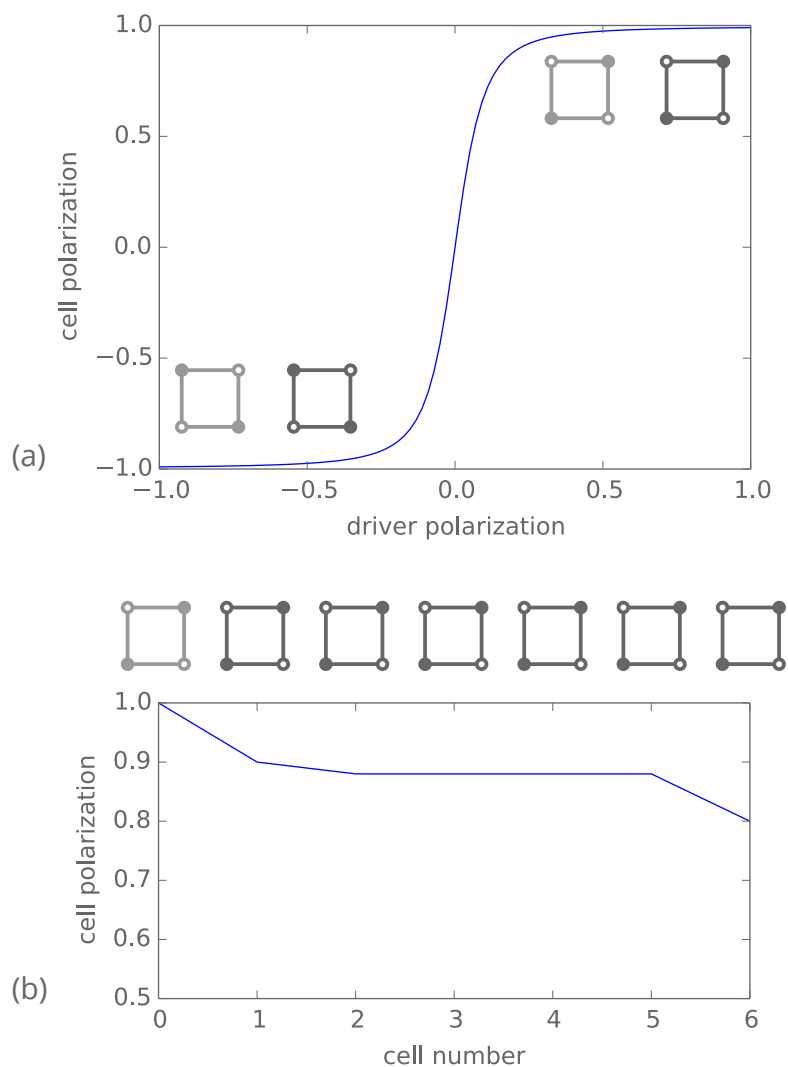 1.0
0.5
0.0
−0.5
−1.0
cell polarization
(a)
−1.0 −0.5 0.0 0.5 1.0
driver polarization
1.0
0.9
0.8
0.7
0.6
0.5
cell polarization
(b)
0 1 2 3 4 5 6
cell number